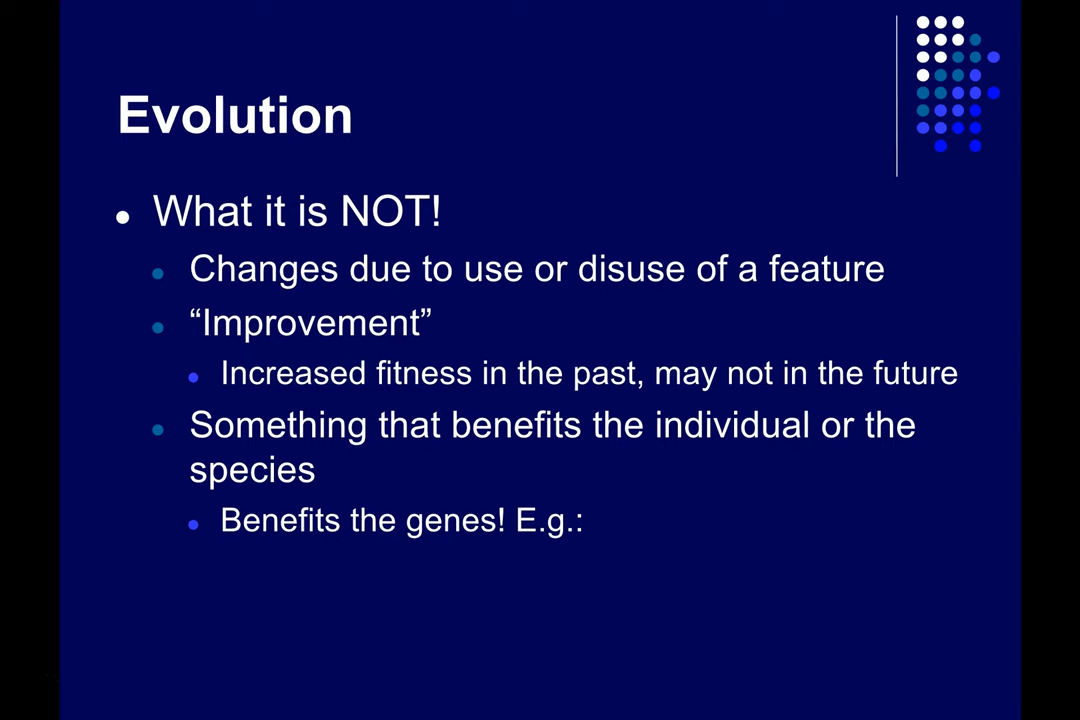 Evolution
What it is NOT!
Changes due to use or disuse of a feature
“Improvement”
Increased fitness in the past, may not in the future
Something that benefits the individual or the
species
Benefits the genes! E.g.: